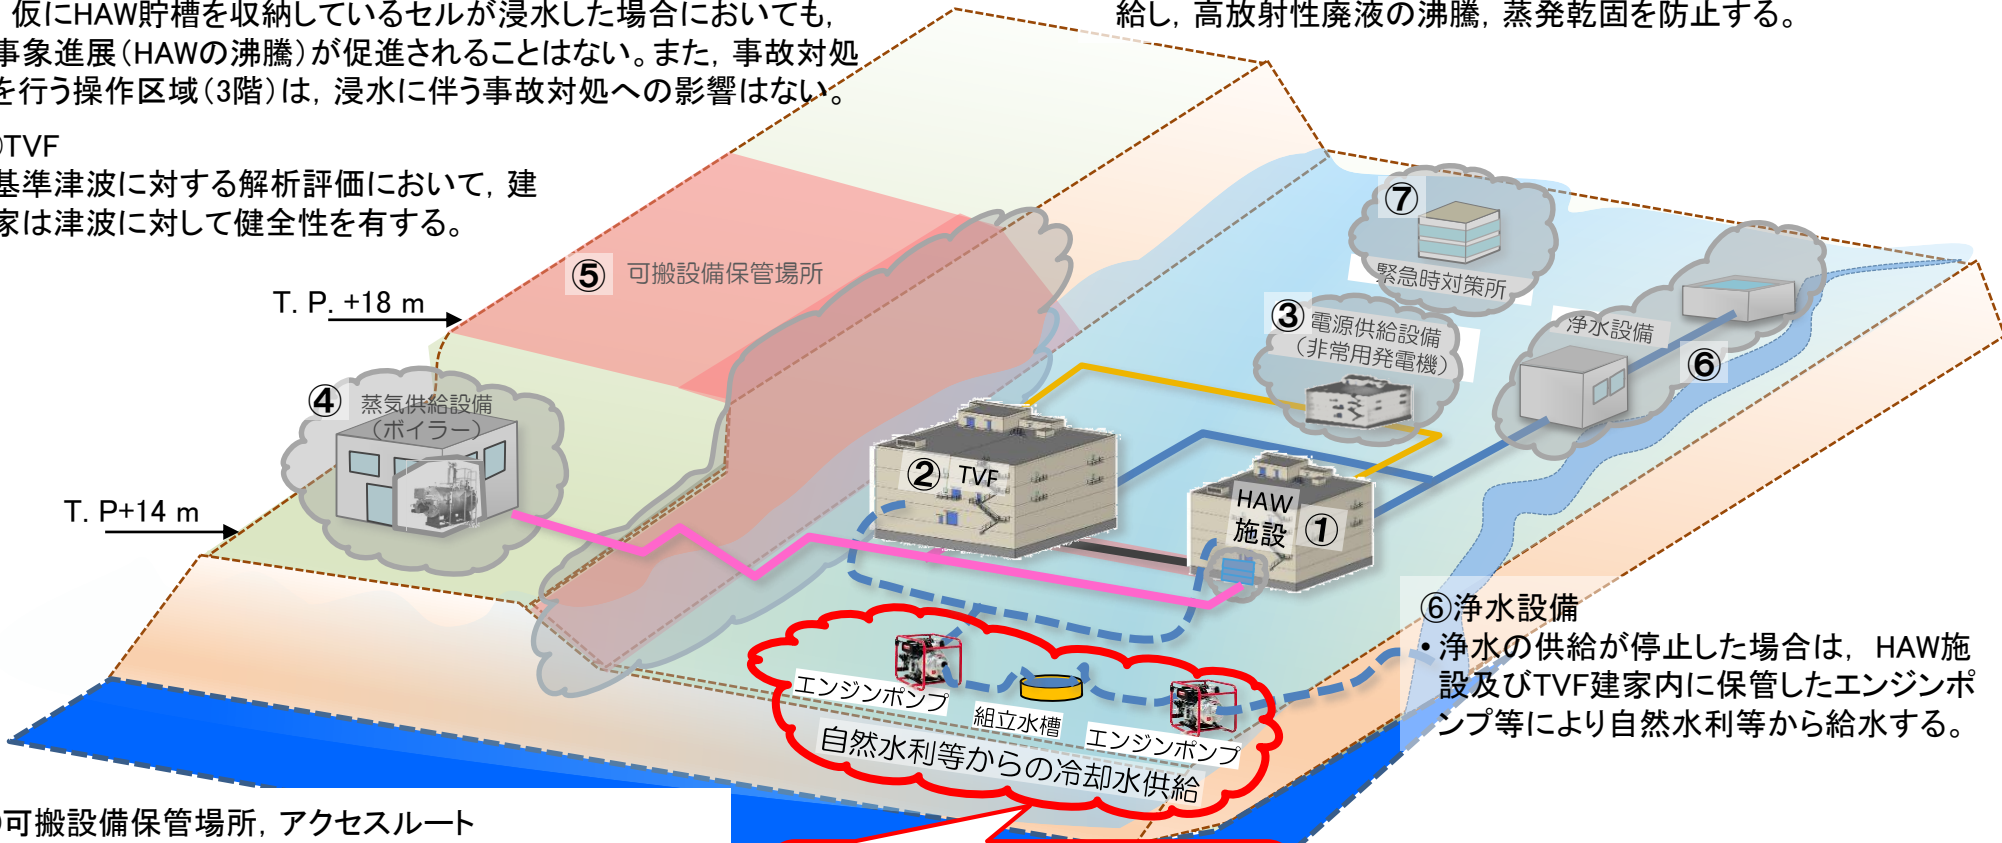 仮にHAW貯槽を収納しているセルが浸水した場合においても，
事象進展（HAWの沸騰）が促進されることはない。また，事故対処
を行う操作区域（3階）は，浸水に伴う事故対処への影響はない。
給し，高放射性廃液の沸騰，蒸発乾固を防止する。
TVF
基準津波に対する解析評価において，建
家は津波に対して健全性を有する。
T. P. +18 m
T. P+14 m
⑤ 可搬設備保管場所
⑦
緊急時対策所
③ 電源供給設備
（非常用発電機）
浄水設備
⑥
④ 蒸気供給設備
（ボイラー）
② TVF
HAW
施設 ①
エンジンポンプ
組立水槽
エンジンポンプ
自然水利等からの冷却水供給
⑥浄水設備
・浄水の供給が停止した場合は， HAW施
設及びTVF建家内に保管したエンジンポ
ンプ等により自然水利等から給水する。
可搬設備保管場所，アクセスルート